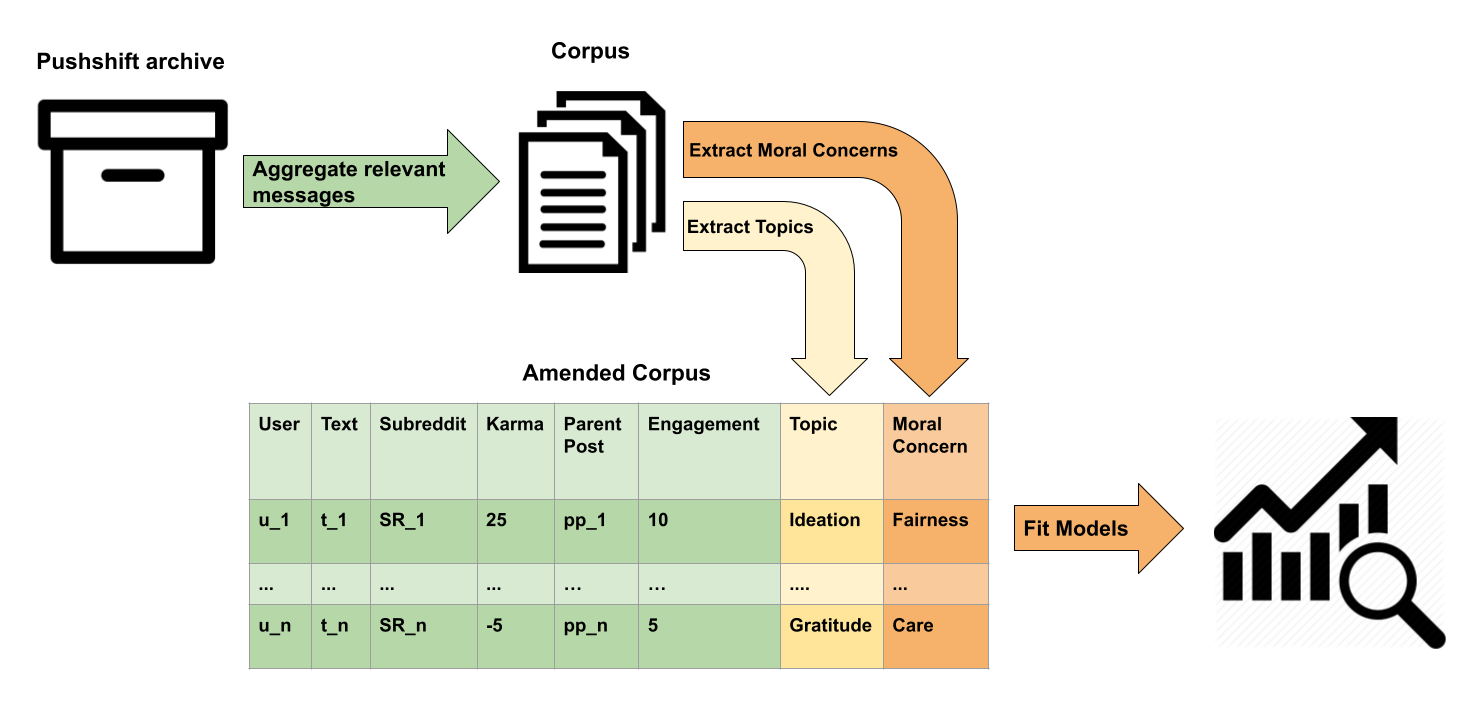 Pushshift archive
Corpus
Aggregate relevant
messages
Extract Moral Concerns
Extract Topics
Amended Corpus
User Text Subreddit Karma Parent Post Engagement Topic Moral Concern
u_1 t_1 SR_1 25 pp_1 10 Ideation Fairness
... ... ... ... ... ... .... ...
u_n t_n SR_n -5 pp_n 5 Gratitude Care
Fit Models